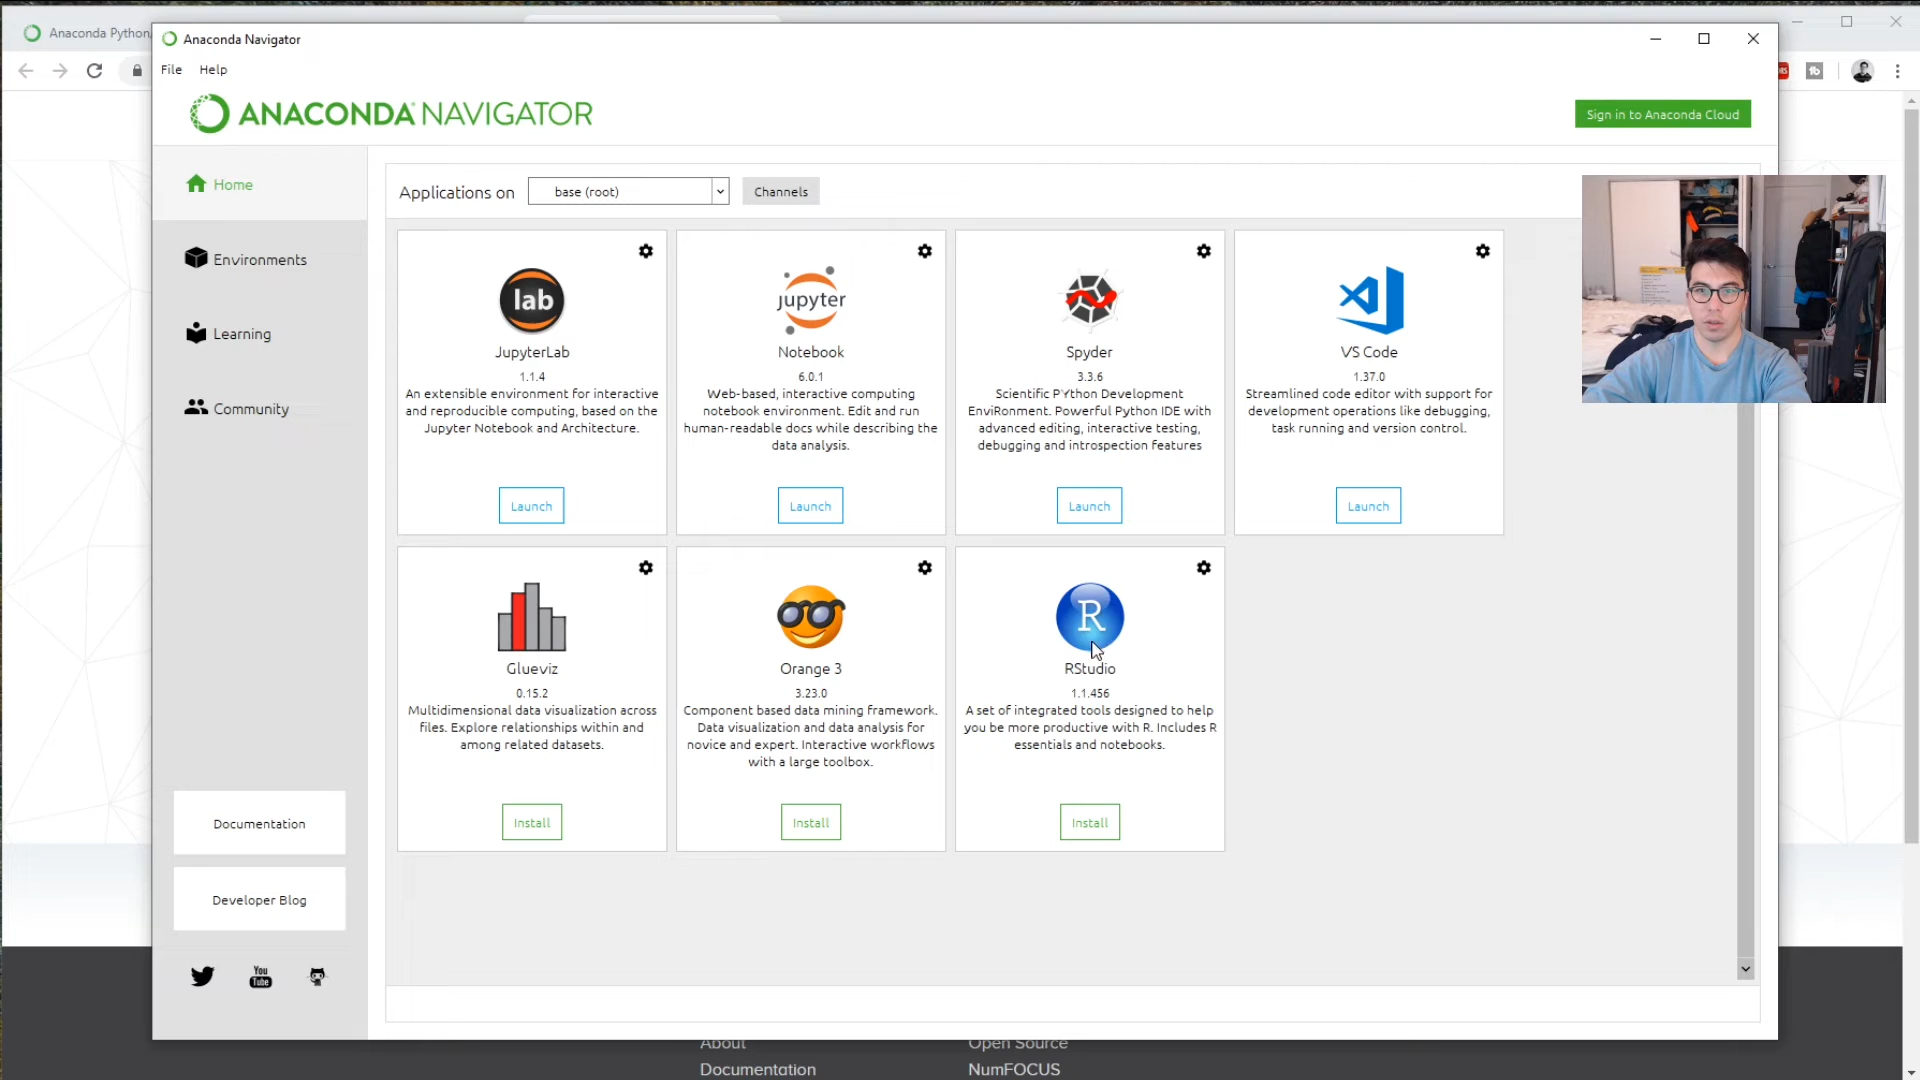 Anaconda Python
Anaconda Navigator
File
Help
ANACONDA NAVIGATOR
Sign in to Anaconda Cloud
Home
Environments
Learning
Community
Documentation
Developer Blog
You
Tube
Applications on
base (root)
Channels
lab
JupyterLab
1.1.4
An extensible environment for interactive
and reproducible computing, based on the
Jupyter Notebook and Architecture.
Launch
jupyter
Notebook
6.0.1
Web-based, interactive computing
notebook environment. Edit and run
human-readable docs while describing the
data analysis.
Launch
Spyder
3.3.6
Scientific PYthon Development
EnviRonment. Powerful Python IDE with
advanced editing, interactive testing,
debugging and introspection features
Launch
VS Code
1.37.0
Streamlined code editor with support for
development operations like debugging,
task running and version control.
Launch
Glueviz
0.15.2
Multidimensional data visualization across
files. Explore relationships within and
among related datasets.
Install
Orange 3
3.23.0
Component based data mining framework.
Data visualization and data analysis for
novice and expert. Interactive workflows
with a large toolbox.
Install
R
RStudio
1.1.456
A set of integrated tools designed to help
you be more productive with R. Includes R
essentials and notebooks.
Install
About
Open Source
Documentation
NumFOCUS